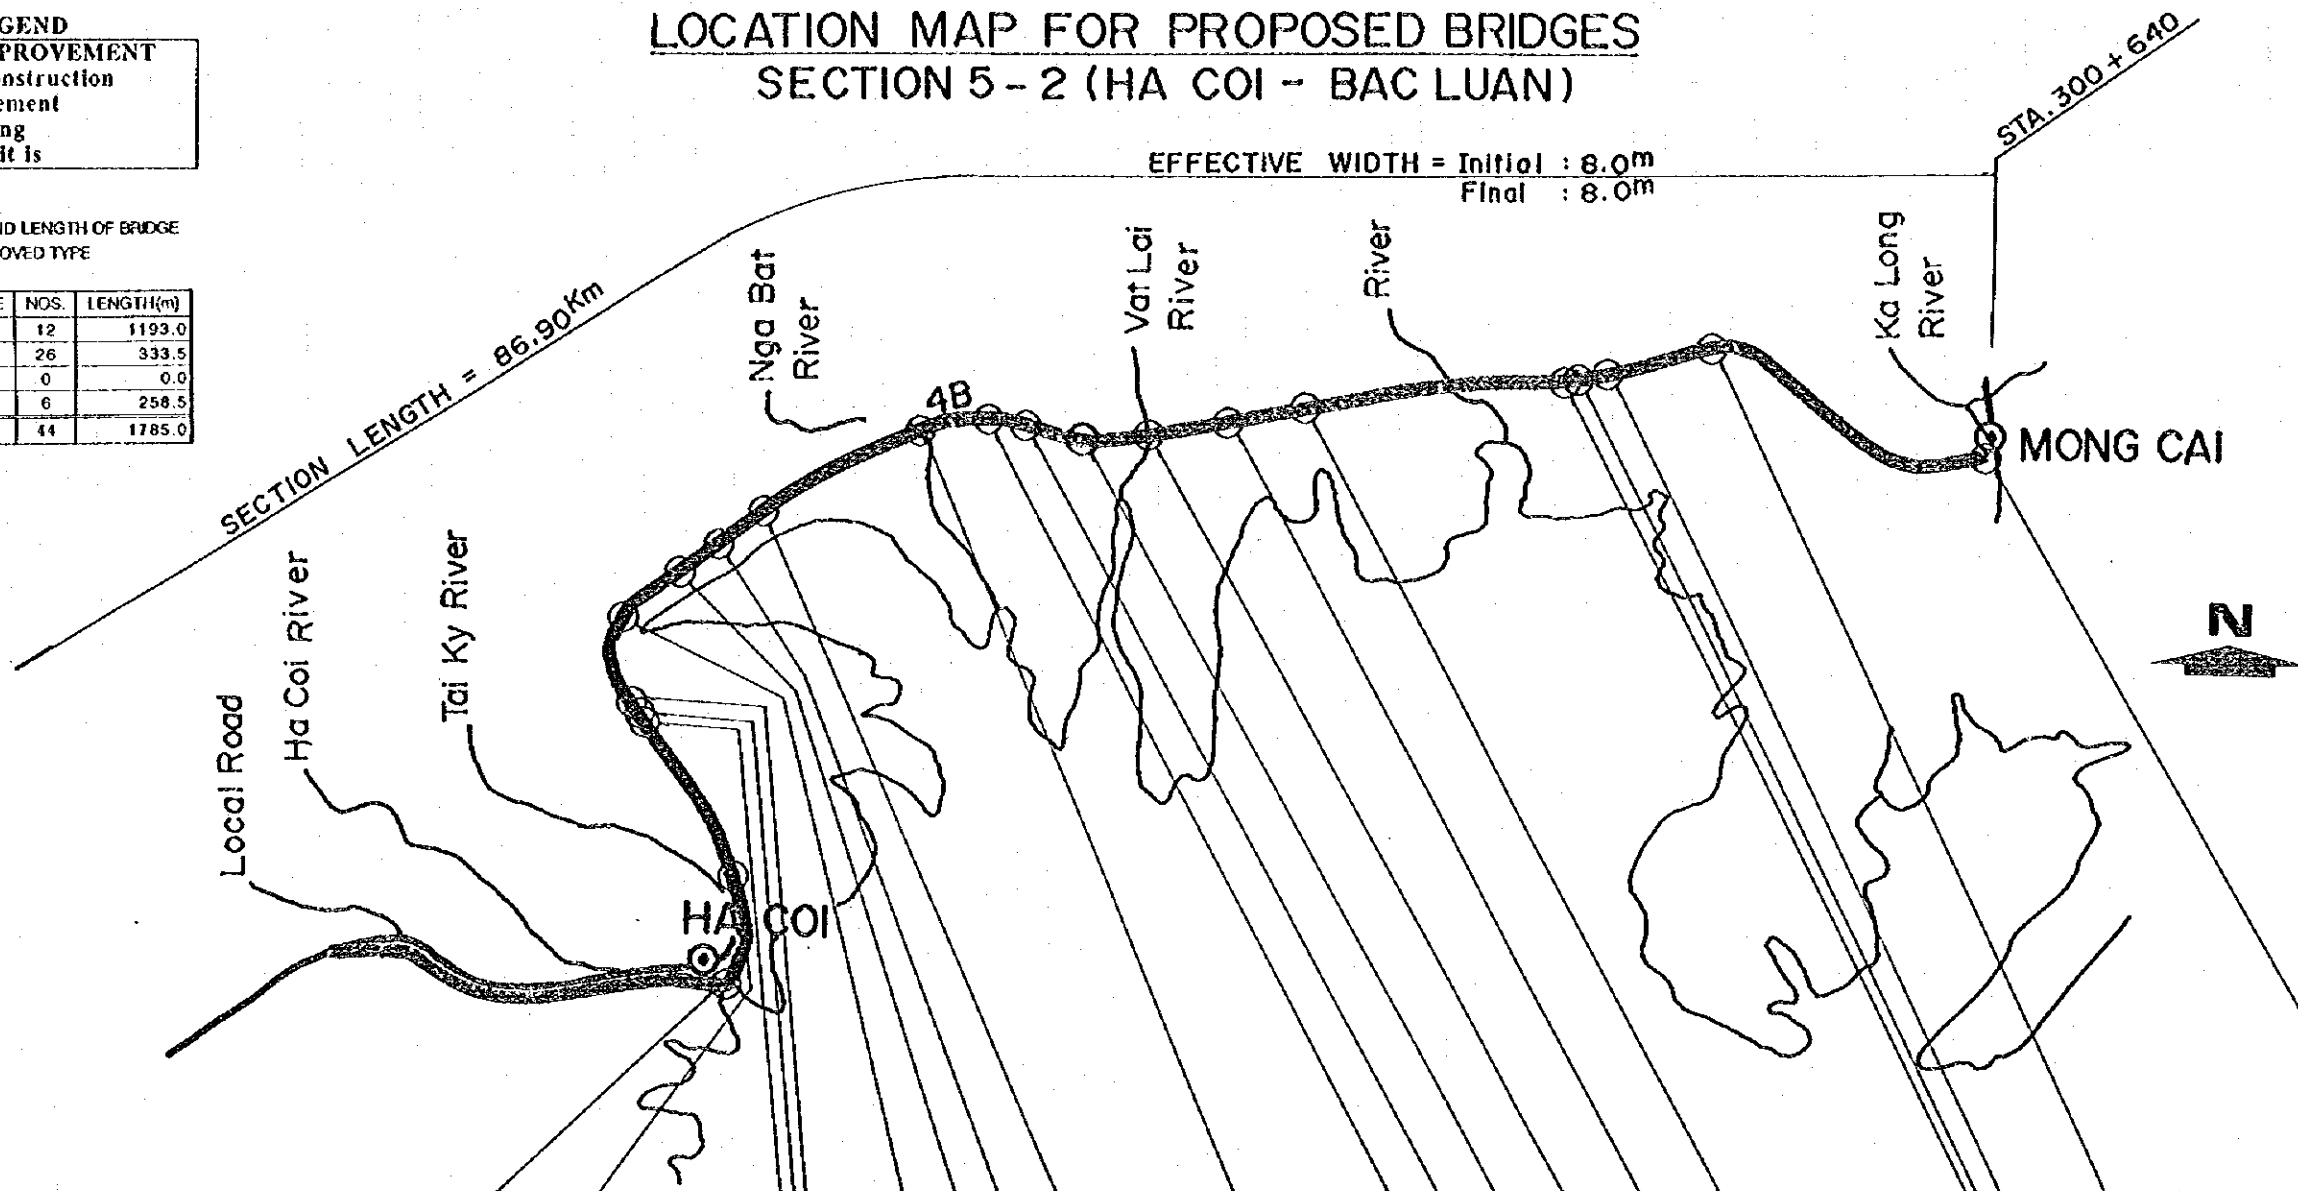 LOCATION MAP FOR PROPOSED BRIDGES
SECTION 5-2 (HA COI - BAC LUAN)
GEND
PROVEMENT
onstruction
ement
ng
it is
ND LENGTH OF BRIDGE
OVED TYPE
E NOS. LENGTH(m)
12 1193.0
26 333.5
0 0.0
6 258.5
44 1785.0
STA. 300+640
EFFECTIVE WIDTH = Initial : 8.0m
Final : 8.0m
SECTION LENGTH = 86.90Km
Nga Bat
River
Vat Lai
River
River
Ka Long
River
4B
MONG CAI
Local Road
Ha Coi River
Tai Ky River
HA COI
N